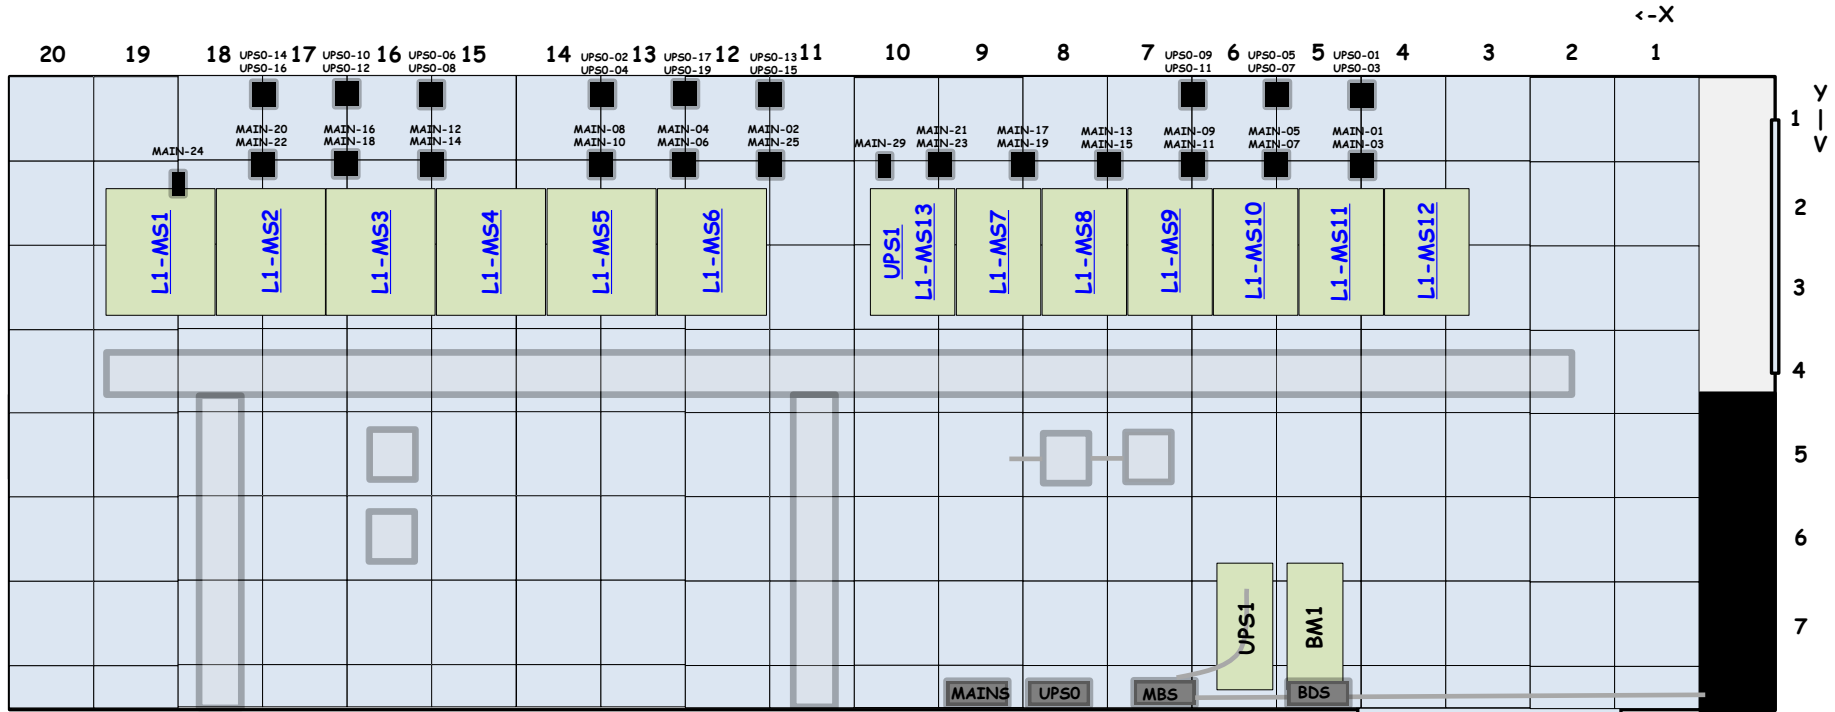 <-X
20 19 18 17 16 15 14 13 12 11 10 9 8 7 6 5 4 3 2 1
UPS0-14 UPS0-10 UPS0-06 UPS0-02 UPS0-17 UPS0-13 UPS0-09 UPS0-05 UPS0-01
UPS0-16 UPS0-12 UPS0-08 UPS0-04 UPS0-19 UPS0-15 UPS0-11 UPS0-07 UPS0-03
Y
1 |
V
MAIN-20 MAIN-16 MAIN-12 MAIN-08 MAIN-04 MAIN-02 MAIN-21 MAIN-17 MAIN-13 MAIN-09 MAIN-05 MAIN-01
MAIN-22 MAIN-18 MAIN-14 MAIN-10 MAIN-06 MAIN-25 MAIN-29 MAIN-23 MAIN-19 MAIN-15 MAIN-11 MAIN-07 MAIN-03
MAIN-24
L1-MS1
L1-MS2
L1-MS3
L1-MS4
L1-MS5
L1-MS6
UPS1
L1-MS13
L1-MS7
L1-MS8
L1-MS9
L1-MS10
L1-MS11
L1-MS12
2
3
4
5
6
7
UPS1
BM1
MAINS
UPS0
MBS
BDS